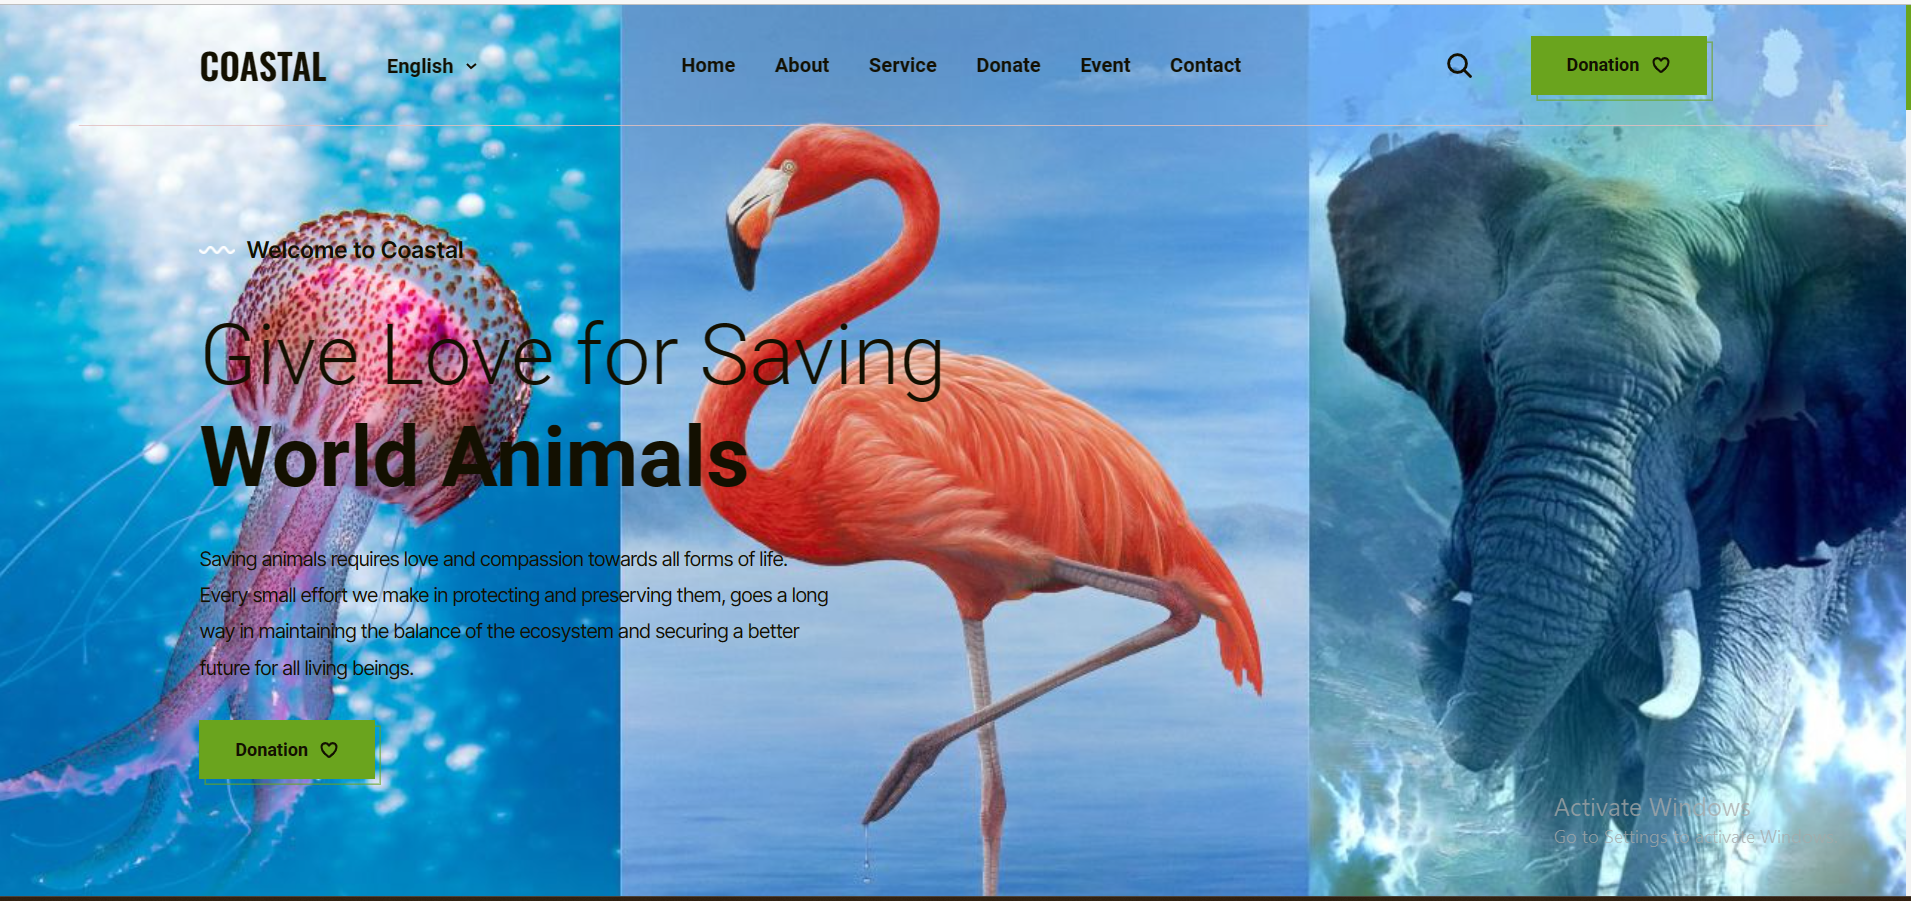 COASTAL
English
Home About Service Donate Event Contact
Donation
Welcome to Coastal
Give Love for Saving
World Animals
Saving animals requires love and compassion towards all forms of life.
Every small effort we make in protecting and preserving them, goes a long
way in maintaining the balance of the ecosystem and securing a better
future for all living beings.
Donation
Activate Windows
Go to Settings to activate